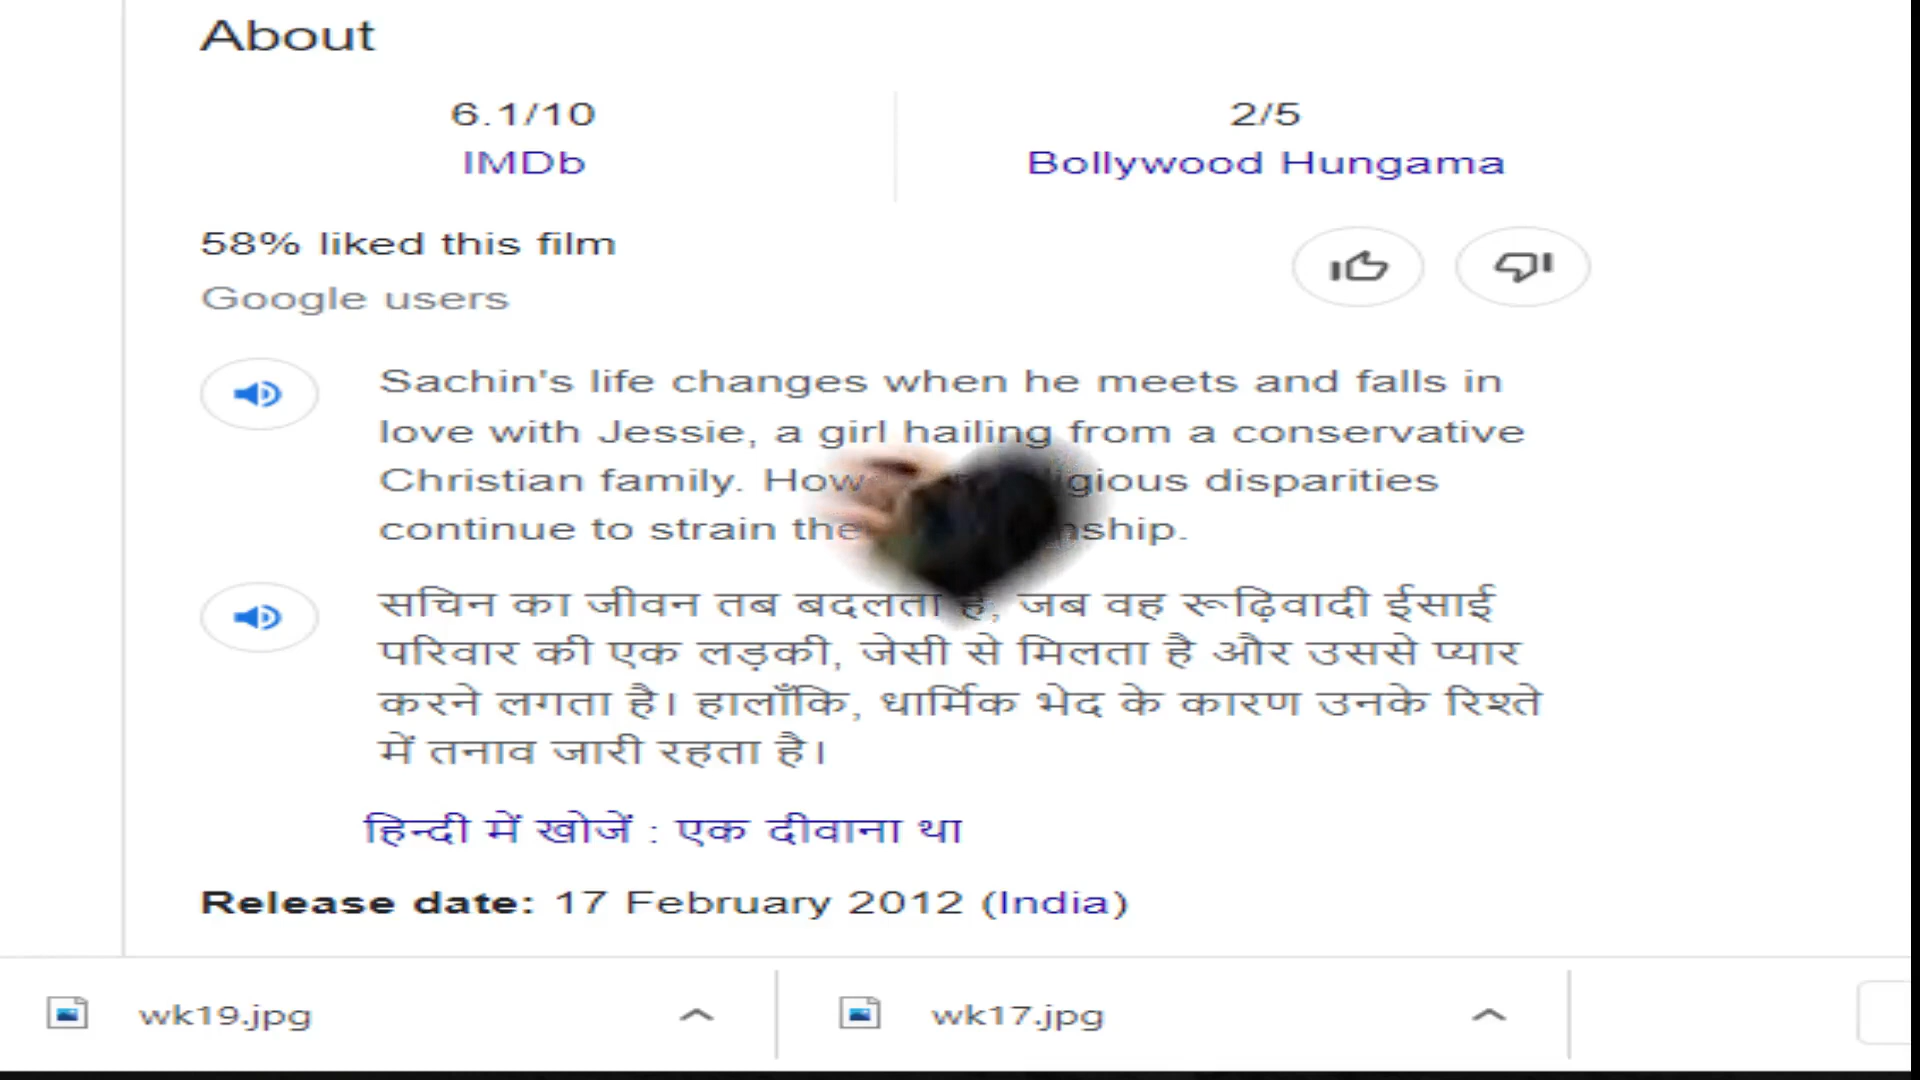 About
6.1/10
IMDb
2/5
Bollywood Hungama
58% liked this film
Google users
Sachin's life changes when he meets and falls in
love with Jessie, a girl hailing from a conservative
Christian family. disparities
continue to strain
सचिन का जीवन तब बदलता है, जब वह रूढ़िवादी ईसाई
परिवार की एक लड़की, जेसी से मिलता है और उससे प्यार
करने लगता है। हालाँकि, धार्मिक भेद के कारण उनके रिश्ते
में तनाव जारी रहता है।
हिन्दी में खोजें : एक दीवाना था
Release date: 17 February 2012 (India)
wk19.jpg
wk17.jpg